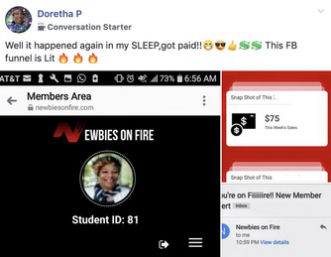 Doretha P
Conversation Starter
Well it happened again in my SLEEP,got paid!!😁😎👍💸💸 This FB
funnel is Lit 🔥🔥🔥
AT&T 73% 6:56 AM
Members Area
newbiesonfire.com
NEWBIES ON FIRE
Student ID: 81
Snap Shot of This
$75
This Week's Sales
Snap Shot of This
u're on Fiiiiire!! New Member
ert Inbox
Newbies on Fire
to me
10:59 PM View details